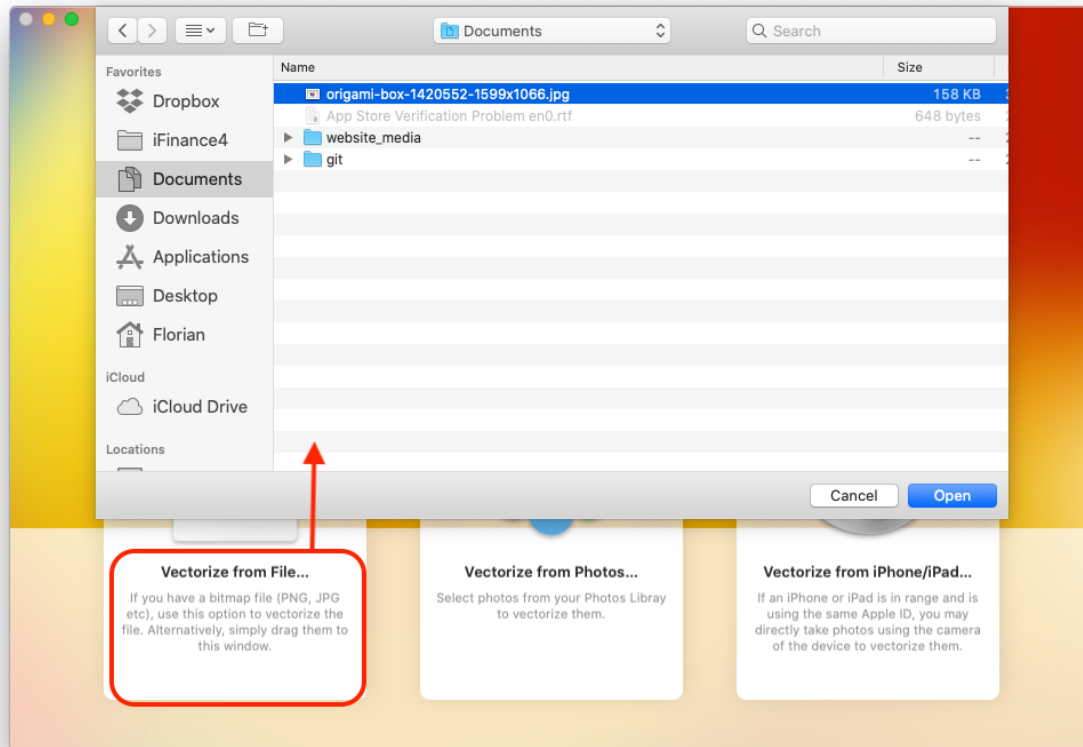 Documents
Search
Favorites
Dropbox
iFinance4
Documents
Downloads
Applications
Desktop
Florian
iCloud
iCloud Drive
Locations
Name Size
origami-box-1420552-1599x1066.jpg 158 KB
App Store Verification Problem en0.rtf 648 bytes
website_media --
git --
Cancel Open
Vectorize from File...
If you have a bitmap file (PNG, JPG
etc), use this option to vectorize the
file. Alternatively, simply drag them to
this window.
Vectorize from Photos...
Select photos from your Photos Libray
to vectorize them.
Vectorize from iPhone/iPad...
If an iPhone or iPad is in range and is
using the same Apple ID, you may
directly take photos using the camera
of the device to vectorize them.